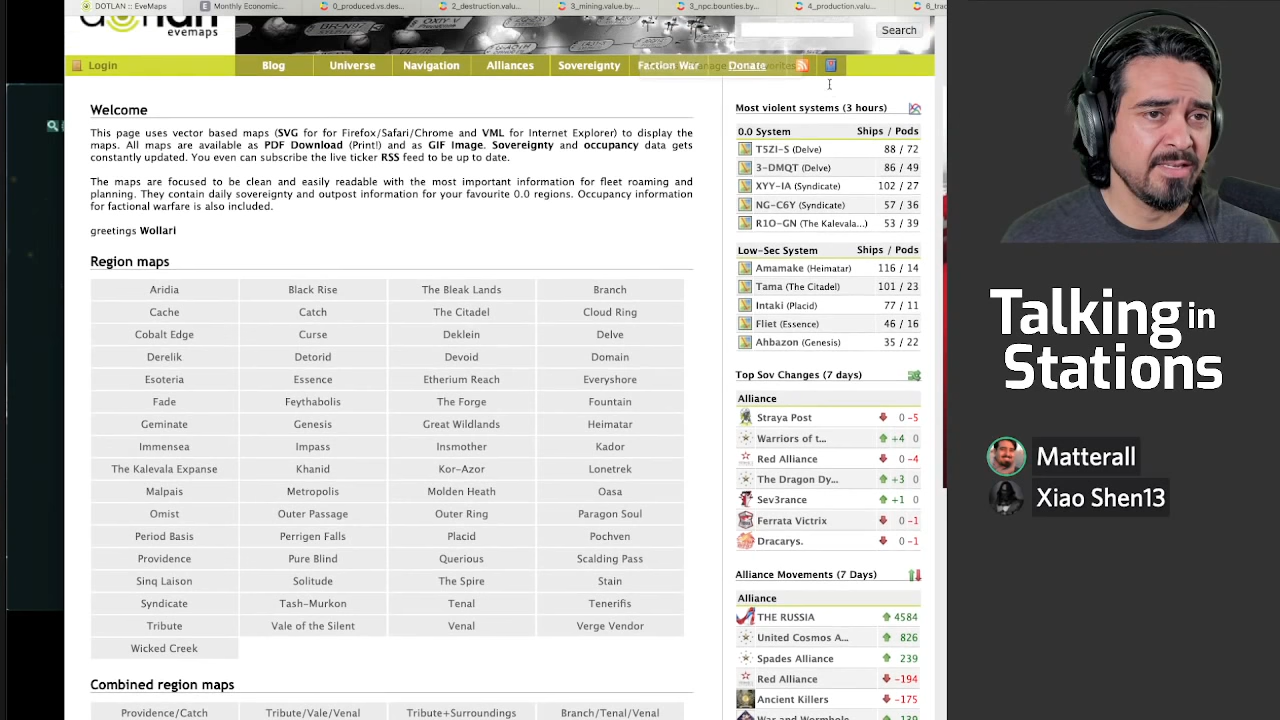 DOTLAN :: EveMaps
Monthly Economic...
0_produced.vs.des...
2_destruction.valu...
3_mining.value.by....
3_npc.bounties.by...
4_production.valu...
evemaps
Search
Login
Blog
Universe
Navigation
Alliances
Sovereignty
Faction War
Donate
Welcome
This page uses vector based maps (SVG for for Firefox/Safari/Chrome and VML for Internet Explorer) to display the
maps. All maps are available as PDF Download (Print!) and as GIF Image. Sovereignty and occupancy data gets
constantly updated. You even can subscribe the live ticker RSS feed to be up to date.
The maps are focused to be clean and easily readable with the most important information for fleet roaming and
planning. They contain daily sovereignty and outpost information for your favourite 0.0 regions. Occupancy information
for factional warfare is also included.
greetings Wollari
Region maps
Aridia Black Rise The Bleak Lands Branch
Cache Catch The Citadel Cloud Ring
Cobalt Edge Curse Deklein Delve
Derelik Detorid Devoid Domain
Esoteria Essence Etherium Reach Everyshore
Fade Feythabolis The Forge Fountain
Geminate Genesis Great Wildlands Heimatar
Immensea Impass Insmother Kador
The Kalevala Expanse Khanid Kor-Azor Lonetrek
Malpais Metropolis Molden Heath Oasa
Omist Outer Passage Outer Ring Paragon Soul
Period Basis Perrigen Falls Placid Pochven
Providence Pure Blind Querious Scalding Pass
Sinq Laison Solitude The Spire Stain
Syndicate Tash-Murkon Tenal Tenerifis
Tribute Vale of the Silent Venal Verge Vendor
Wicked Creek
Combined region maps
Providence/Catch Tribute/Vale/Venal Tribute+Surroundings Branch/Tenal/Venal
Most violent systems (3 hours)
0.0 System Ships / Pods
T5ZI-S (Delve) 88 / 72
3-DMQT (Delve) 86 / 49
XYY-IA (Syndicate) 102 / 27
NG-C6Y (Syndicate) 57 / 36
R1O-GN (The Kalevala...) 53 / 39
Low-Sec System Ships / Pods
Amamake (Heimatar) 116 / 14
Tama (The Citadel) 101 / 23
Intaki (Placid) 77 / 11
Fliet (Essence) 46 / 16
Ahbazon (Genesis) 35 / 22
Top Sov Changes (7 days)
Alliance
Straya Post 0 -5
Warriors of t... +4 0
Red Alliance 0 -4
The Dragon Dy... +3 0
Sev3rance +1 0
Ferrata Victrix 0 -1
Dracarys. 0 -1
Alliance Movements (7 Days)
Alliance
THE RUSSIA 4584
United Cosmos A... 826
Spades Alliance 239
Red Alliance -194
Ancient Killers -175
War and Wormhole 139
Talking in
Stations
Matterall
Xiao Shen13